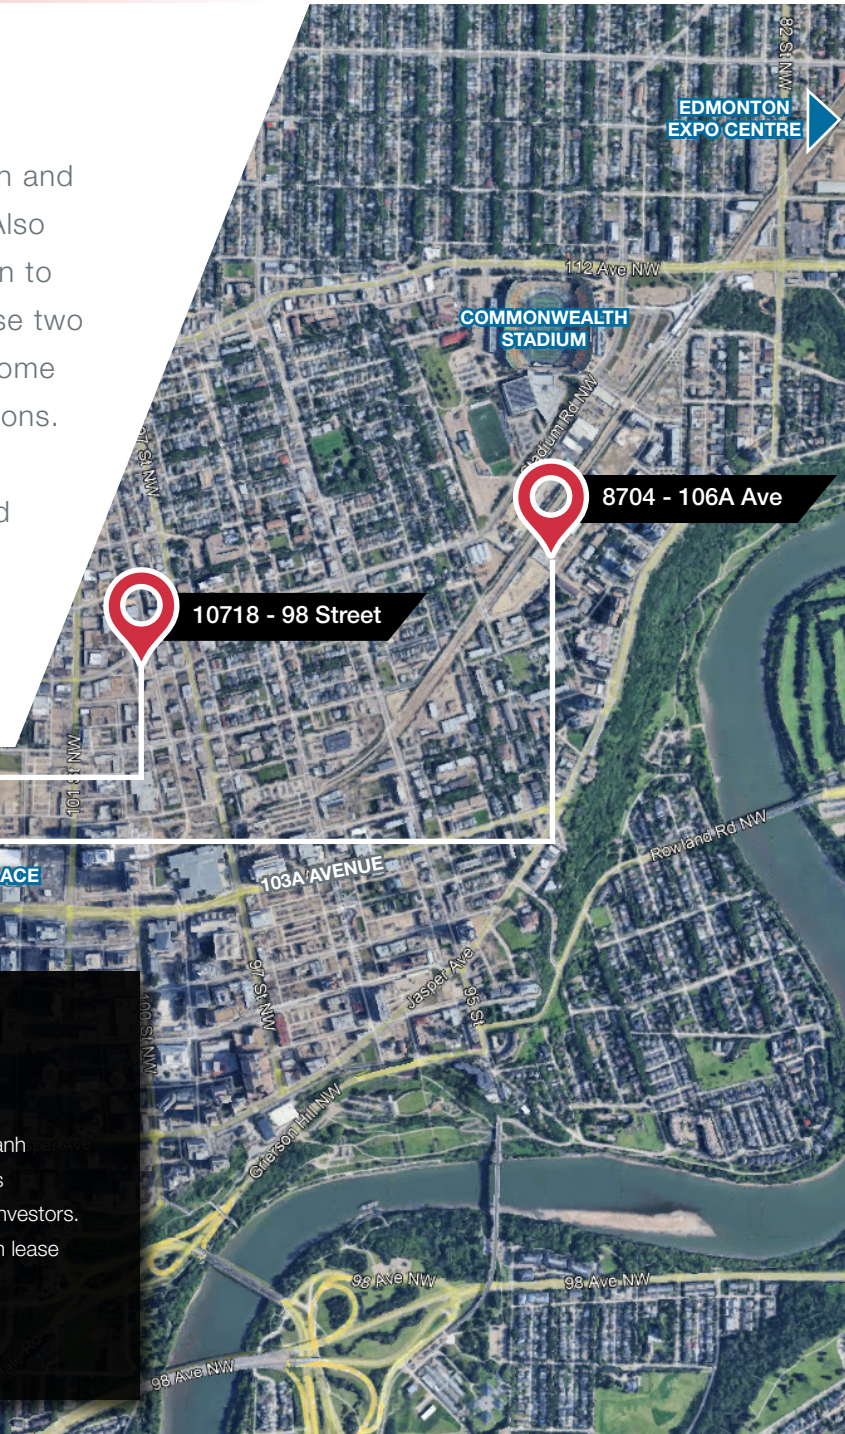 n and
Also
n to
se two
ome
ons.
d
82 St NW
EDMONTON
EXPO CENTRE
112 Ave NW
COMMONWEALTH
STADIUM
Stadium Rd NW
97 St NW
8704 - 106A Ave
10718 - 98 Street
101 St NW
Rowland Rd NW
ACE
103A AVENUE
97 St NW
Jasper Ave
95 St
100 St NW
Grierson Hill NW
anh
Jasper Ave
s
nvestors.
n lease
98 Ave NW
98 Ave NW
98 Ave NW